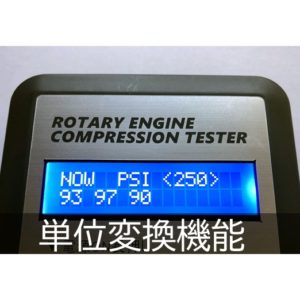 ROTARY ENGINE
COMPRESSION TESTER
NOW PSI <250>
93 97 90
単位変換機能